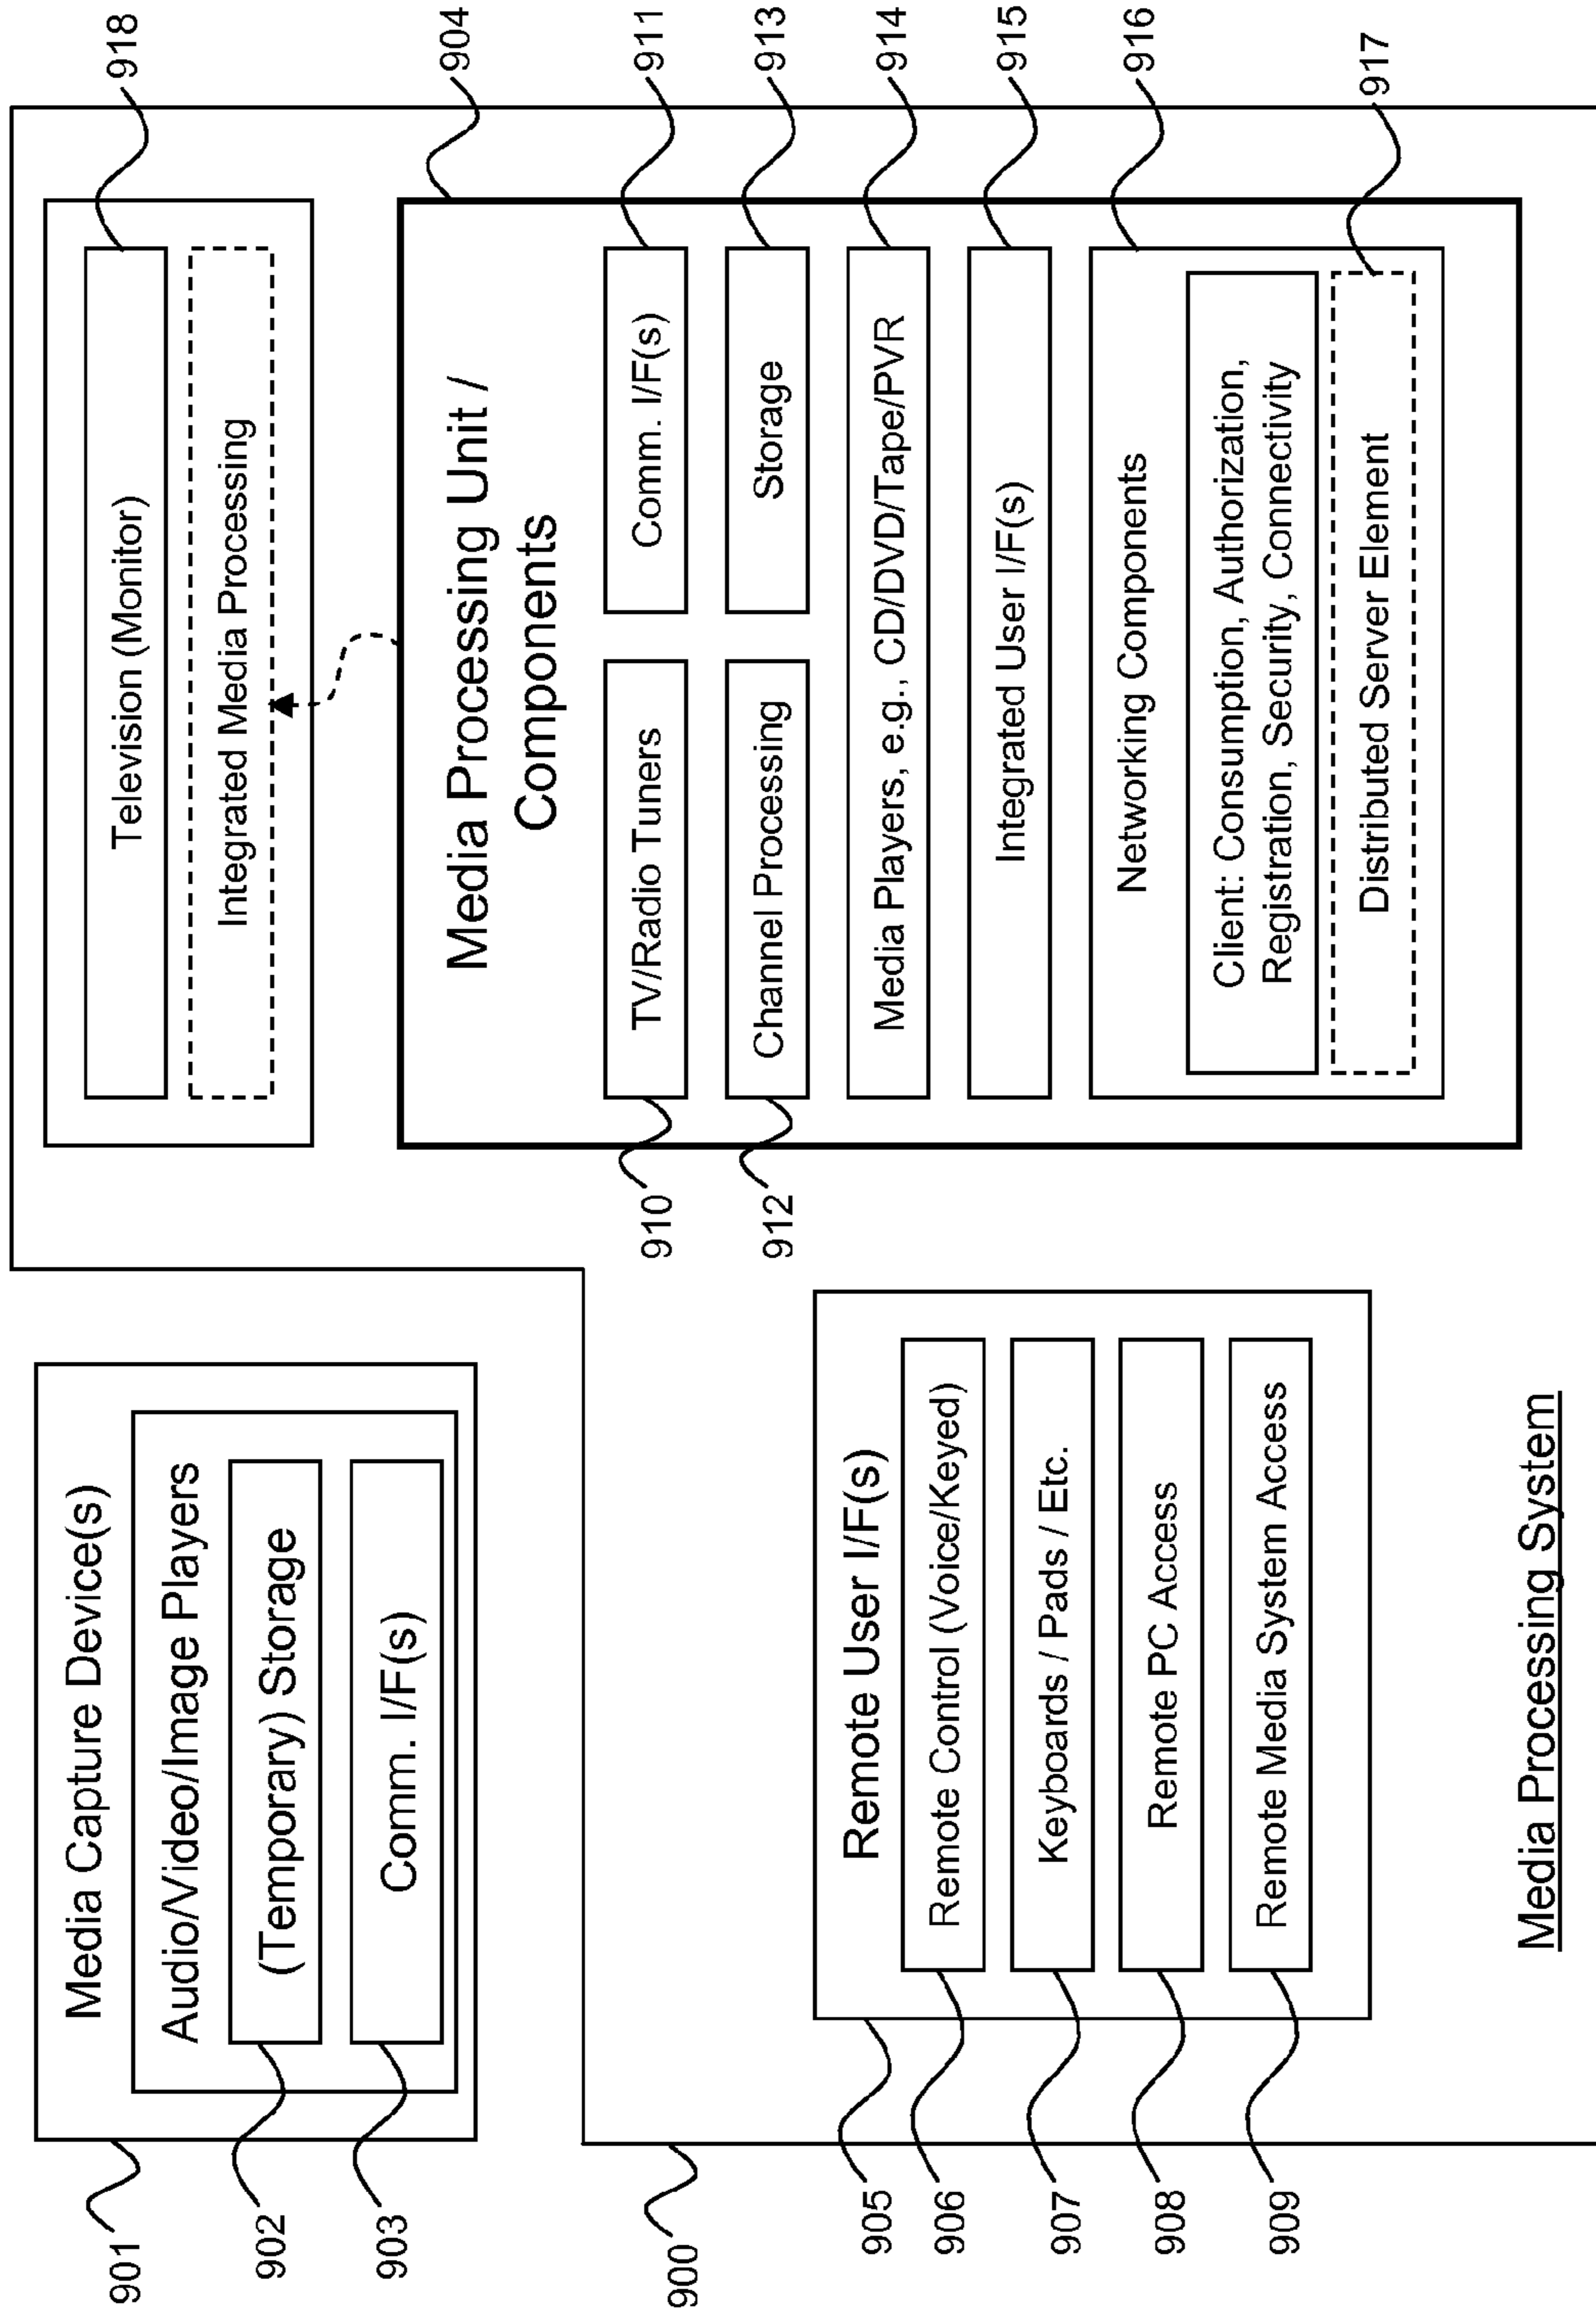 Media Capture Device(s)
Audio/Video/Image Players
(Temporary) Storage
Comm. I/F(s)
901
902
903
900
Television (Monitor)
Integrated Media Processing
918
904
Media Processing Unit /
Components
TV/Radio Tuners
Comm. I/F(s)
910
911
Channel Processing
Storage
912
913
Media Players, e.g., CD/DVD/Tape/PVR
914
Integrated User I/F(s)
915
Networking Components
916
Client: Consumption, Authorization,
Registration, Security, Connectivity
Distributed Server Element
917
Remote User I/F(s)
905
Remote Control (Voice/Keyed)
906
Keyboards / Pads / Etc.
907
Remote PC Access
908
Remote Media System Access
909
Media Processing System